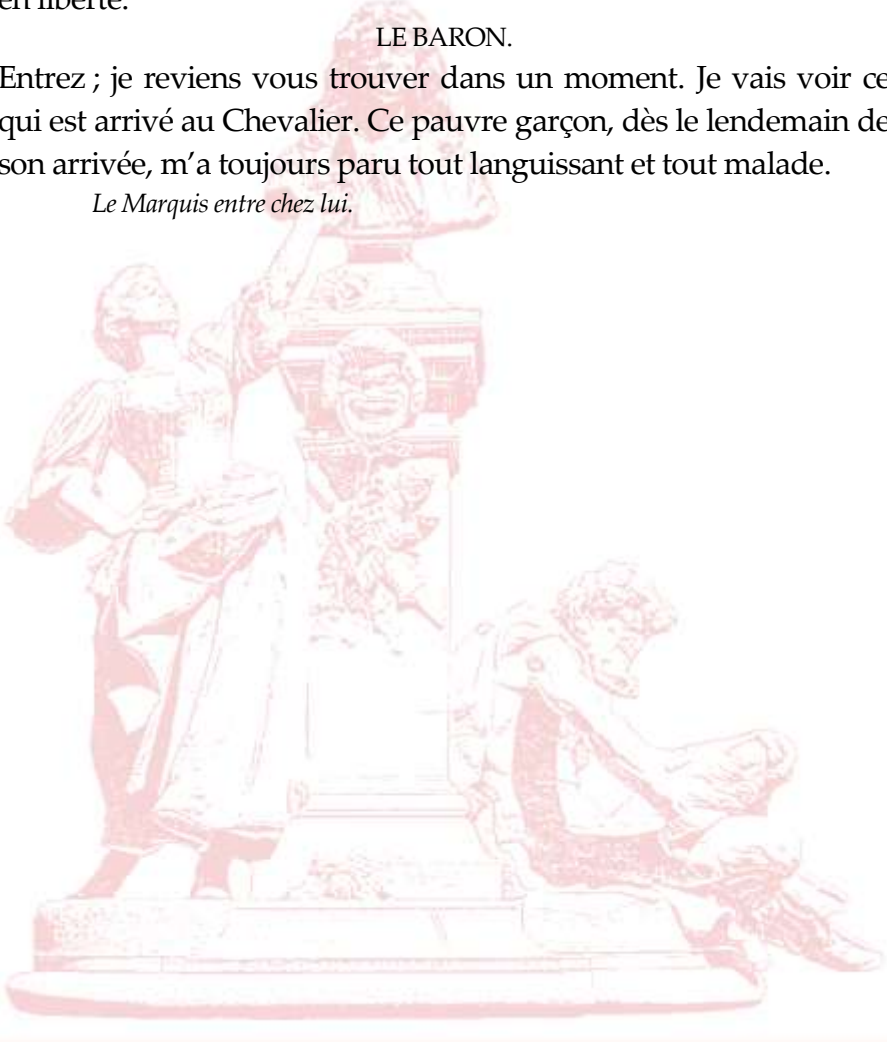 en liberté.
LE BARON.
Entrez ; je reviens vous trouver dans un moment. Je vais voir ce
qui est arrivé au Chevalier. Ce pauvre garçon, dès le lendemain de
son arrivée, m’a toujours paru tout languissant et tout malade.
Le Marquis entre chez lui.